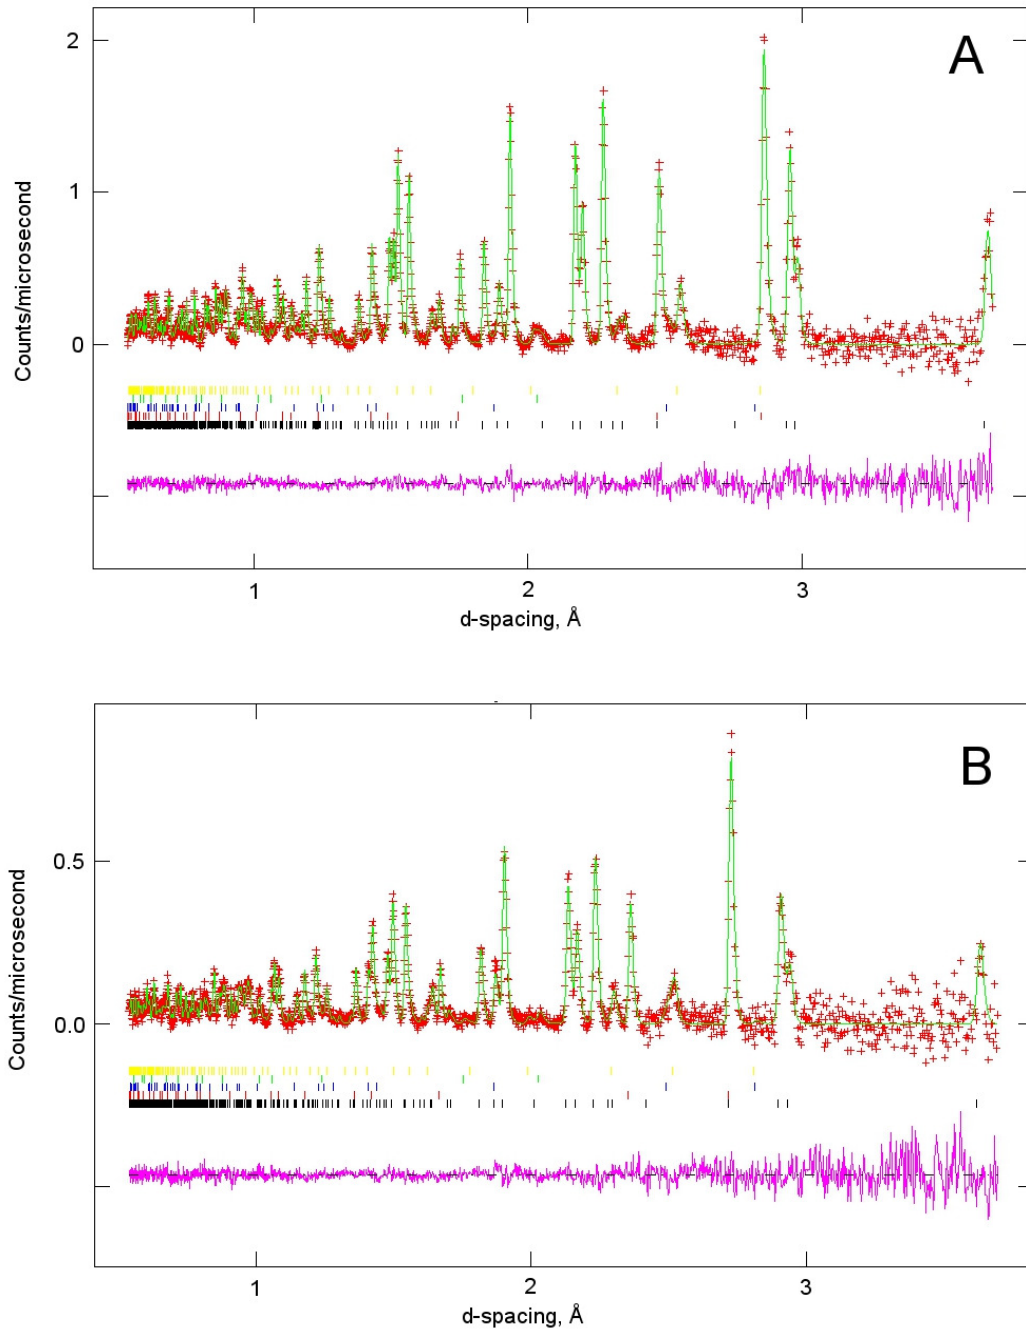 A
2
1
0
Counts/microsecond
1 2 3
d-spacing, Å
B
0.5
0.0
Counts/microsecond
1 2 3
d-spacing, Å